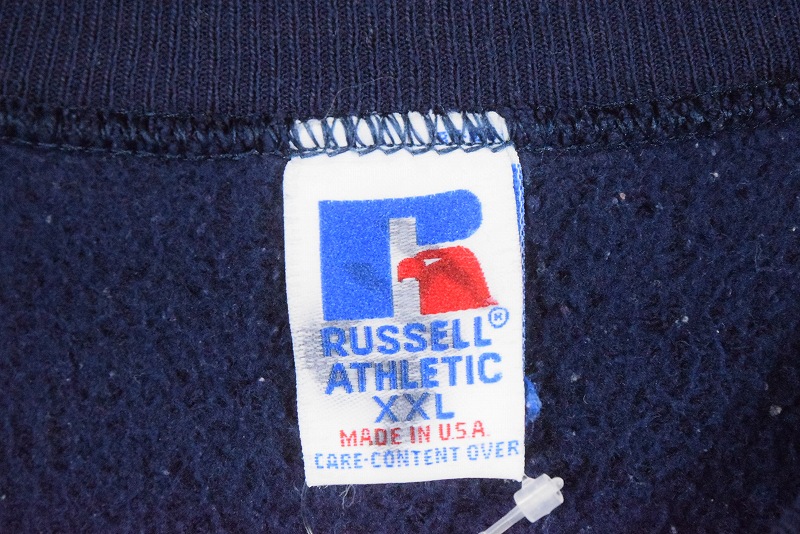 R
RUSSELL®
ATHLETIC
XXL
MADE IN U.S.A.
CARE-CONTENT OVER